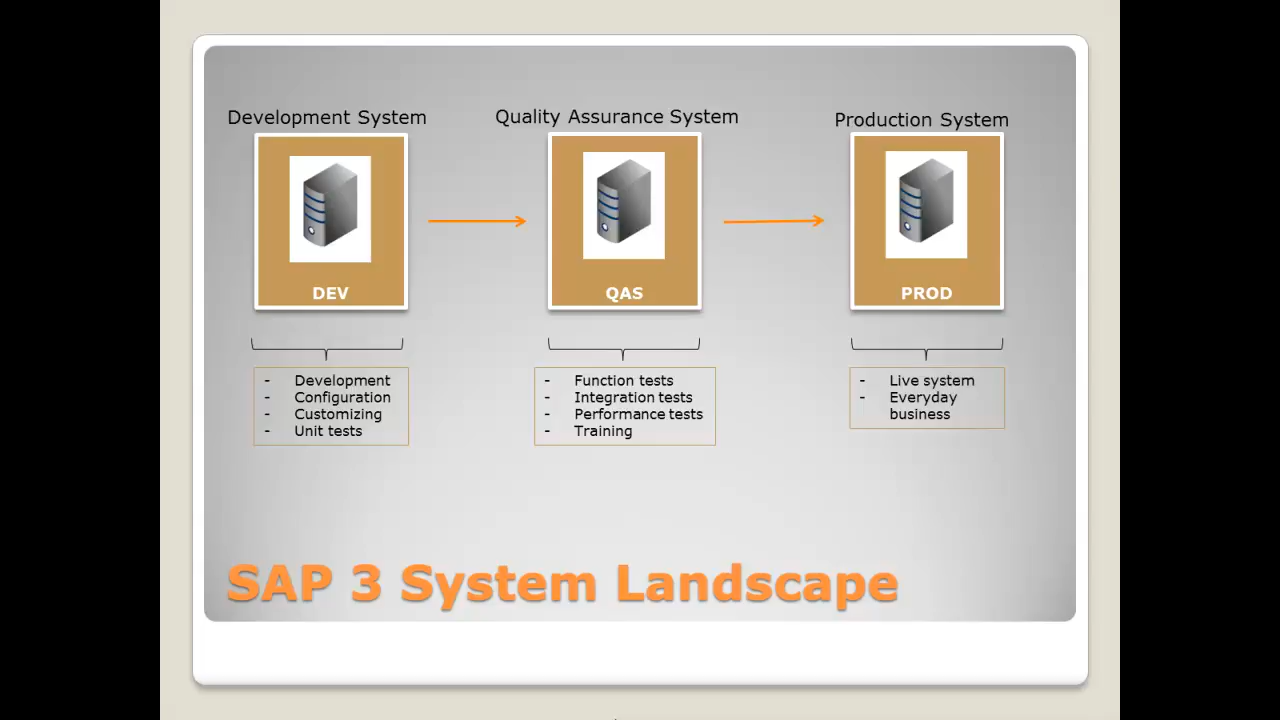 Development System
Quality Assurance System
Production System
DEV
QAS
PROD
- Development
- Configuration
- Customizing
- Unit tests
- Function tests
- Integration tests
- Performance tests
- Training
- Live system
- Everyday
business
SAP 3 System Landscape